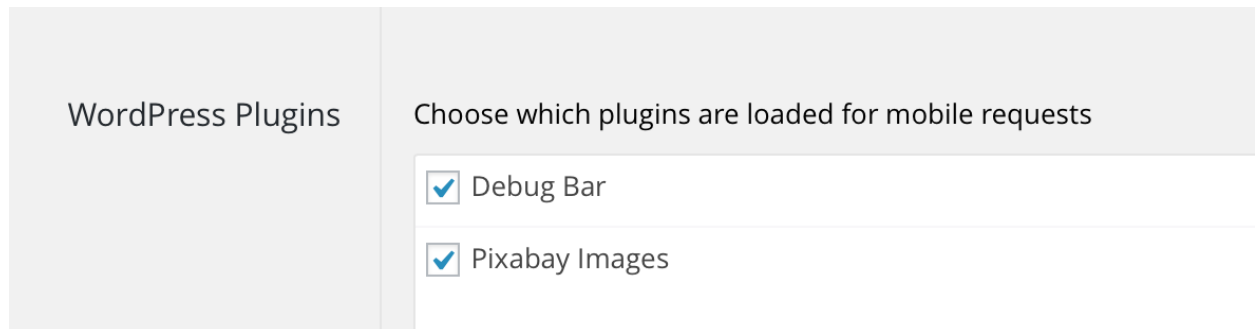 WordPress Plugins
Choose which plugins are loaded for mobile requests
Debug Bar
Pixabay Images